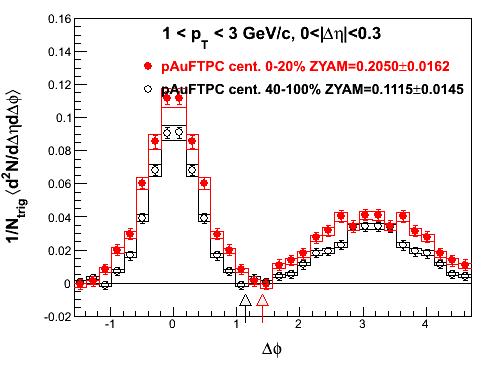 1 < pT < 3 GeV/c, 0<|Δη|<0.3
pAuFTPC cent. 0-20% ZYAM=0.2050±0.0162
pAuFTPC cent. 40-100% ZYAM=0.1115±0.0145
1/Ntrig ⟨d²N/dΔηdΔϕ⟩
0.16
0.14
0.12
0.1
0.08
0.06
0.04
0.02
0
-0.02
-1 0 1 2 3 4
Δϕ